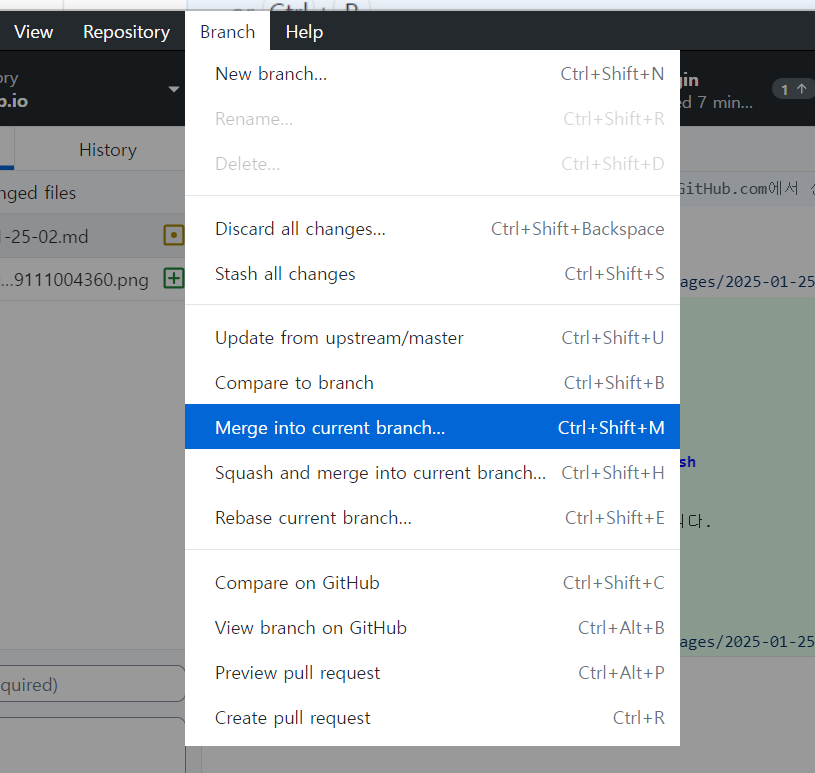 View Repository Branch Help
New branch... Ctrl+Shift+N
Rename... Ctrl+Shift+R
Delete... Ctrl+Shift+D
Discard all changes... Ctrl+Shift+Backspace
Stash all changes Ctrl+Shift+S
Update from upstream/master Ctrl+Shift+U
Compare to branch Ctrl+Shift+B
Merge into current branch... Ctrl+Shift+M
Squash and merge into current branch... Ctrl+Shift+H
Rebase current branch... Ctrl+Shift+E
Compare on GitHub Ctrl+Shift+C
View branch on GitHub Ctrl+Alt+B
Preview pull request Ctrl+Alt+P
Create pull request Ctrl+R
ory
o.io
History
nged files
-25-02.md
...9111004360.png
quired)
gin
ed 7 min...
1 ↑
GitHub.com에서
ages/2025-01-25
sh
다.
ages/2025-01-25